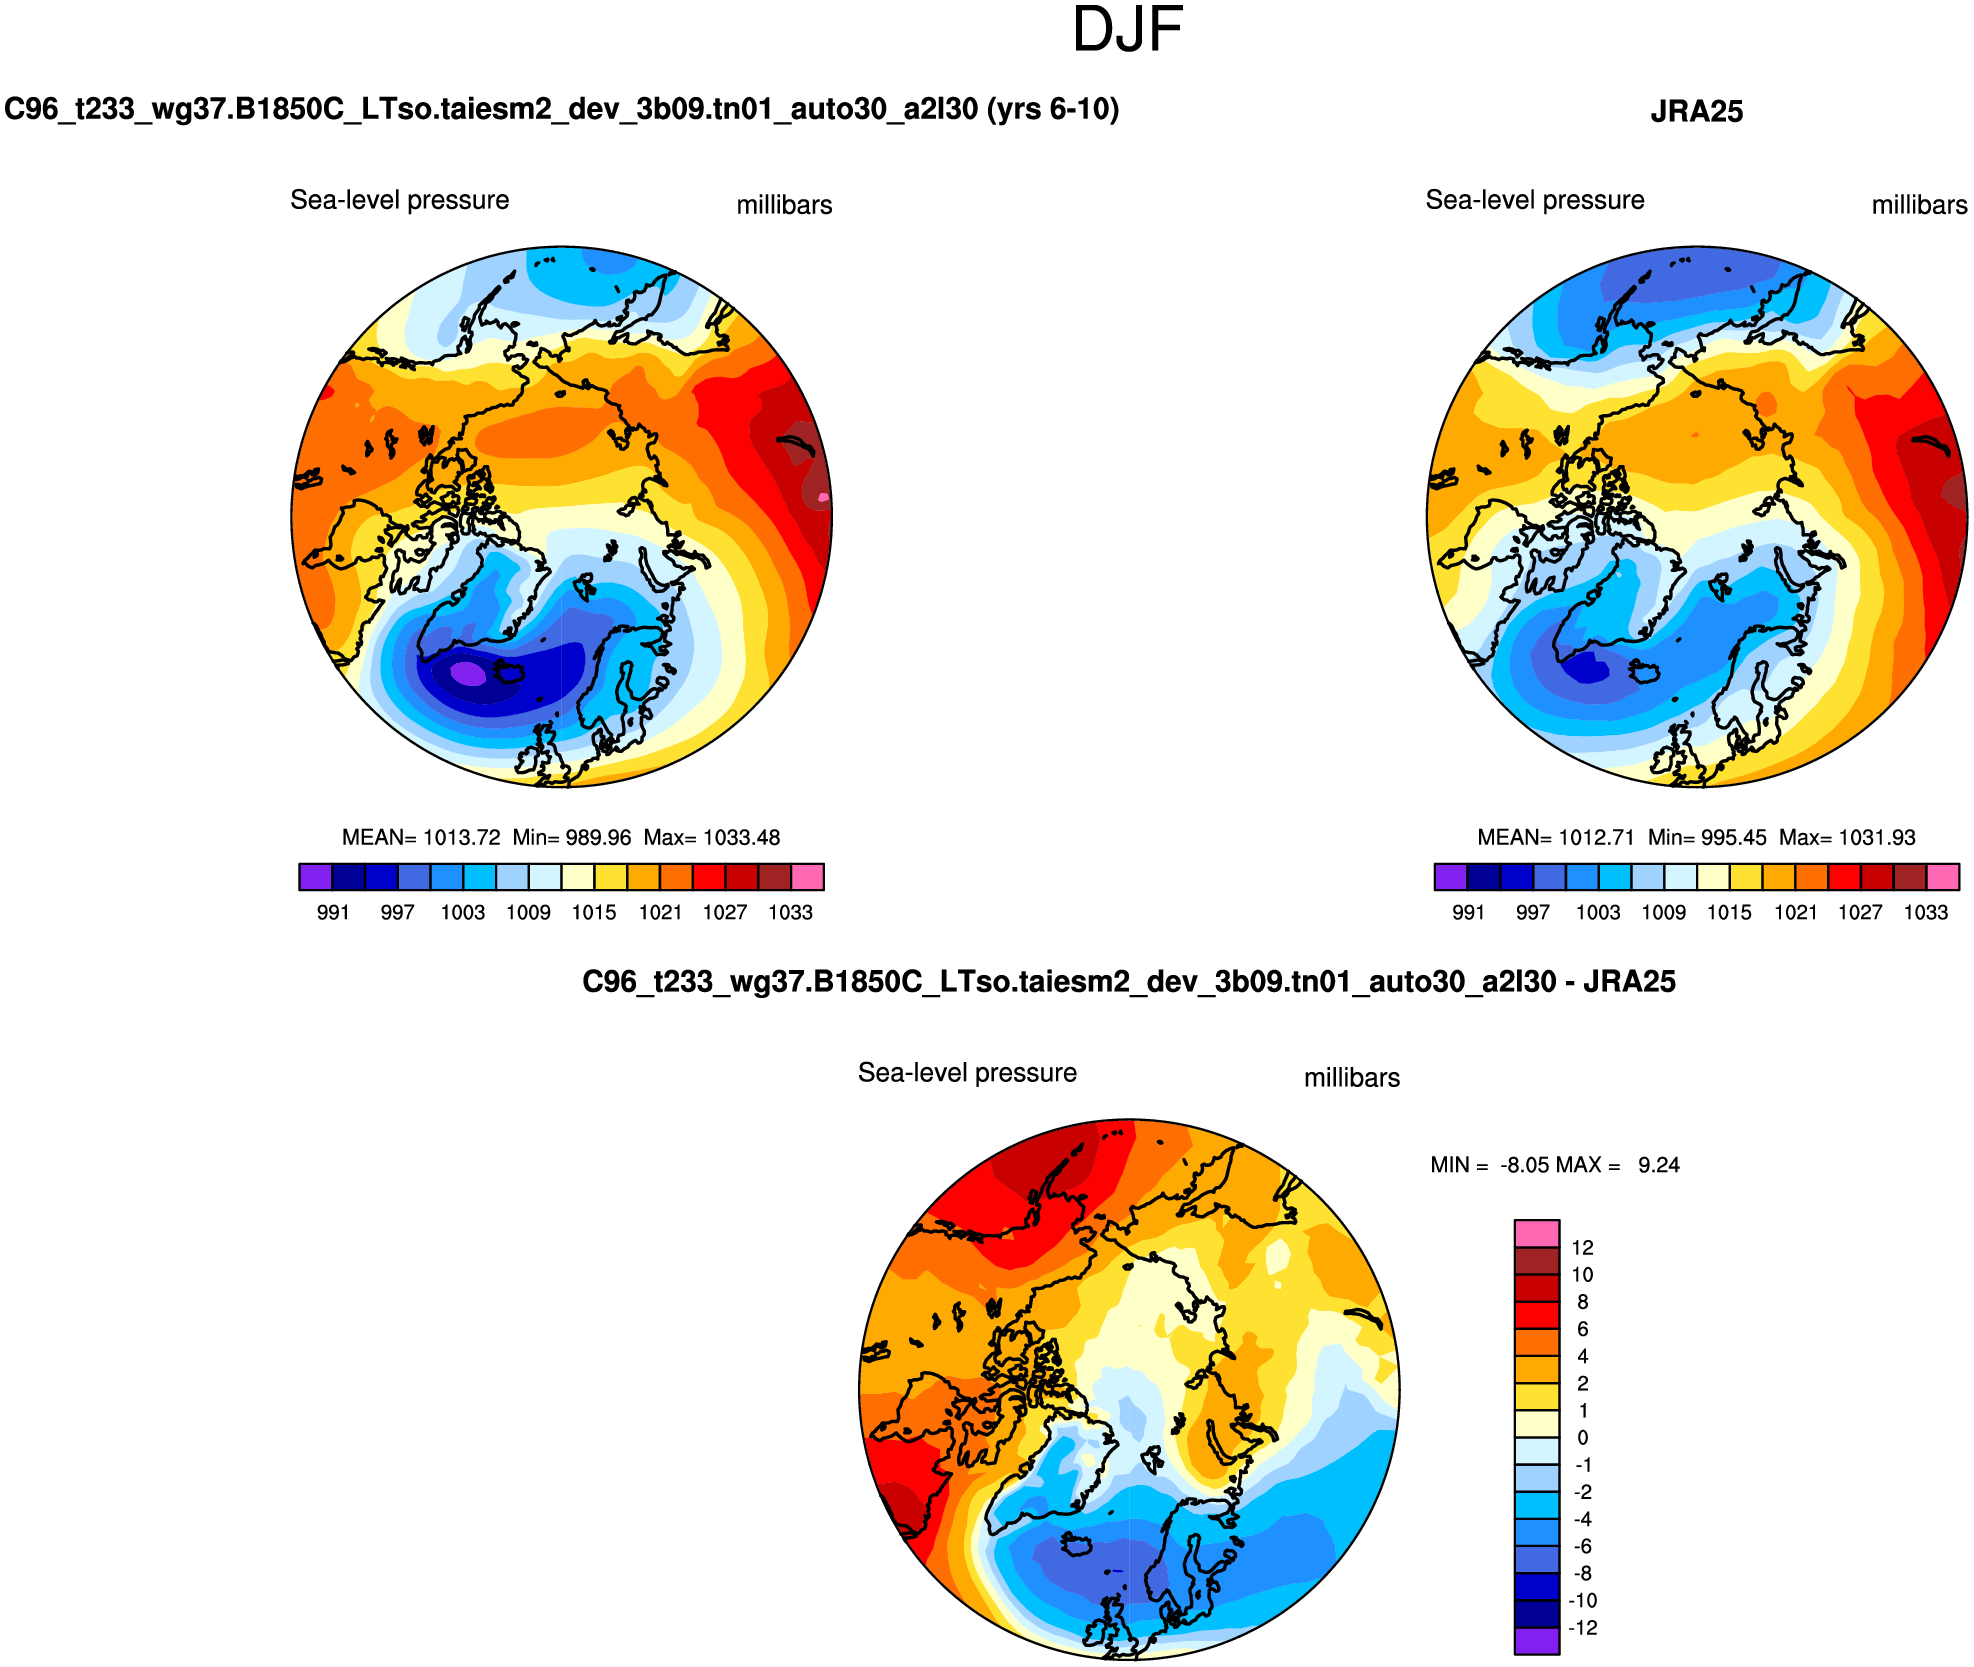 DJF
C96_t233_wg37.B1850C_LTso.taiesm2_dev_3b09.tn01_auto30_a2l30 (yrs 6-10)
JRA25
Sea-level pressure millibars
Sea-level pressure millibars
MEAN= 1013.72 Min= 989.96 Max= 1033.48
MEAN= 1012.71 Min= 995.45 Max= 1031.93
991 997 1003 1009 1015 1021 1027 1033
991 997 1003 1009 1015 1021 1027 1033
C96_t233_wg37.B1850C_LTso.taiesm2_dev_3b09.tn01_auto30_a2l30 - JRA25
Sea-level pressure millibars
MIN = -8.05 MAX = 9.24
12
10
8
6
4
2
1
0
-1
-2
-4
-6
-8
-10
-12